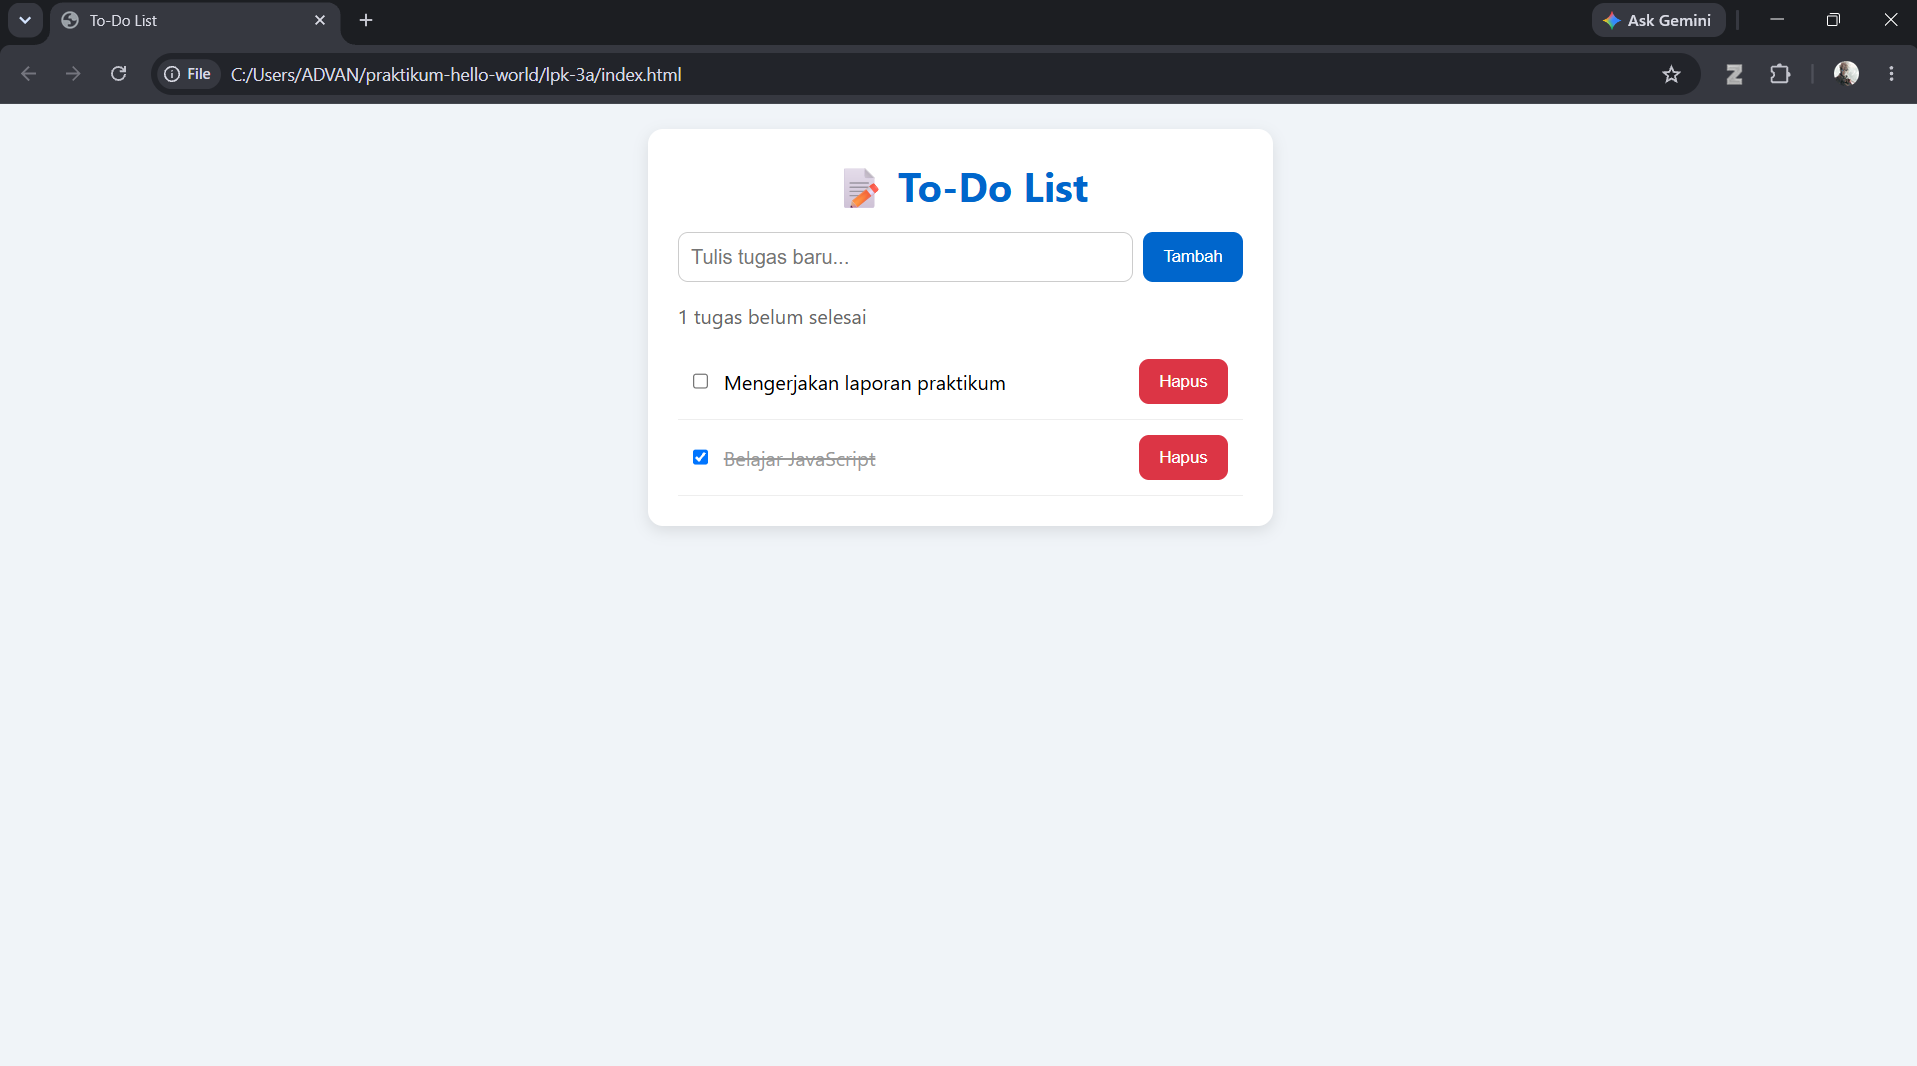 To-Do List
Ask Gemini
File
C:/Users/ADVAN/praktikum-hello-world/lpk-3a/index.html
To-Do List
Tulis tugas baru...
Tambah
1 tugas belum selesai
Mengerjakan laporan praktikum
Hapus
Belajar JavaScript
Hapus